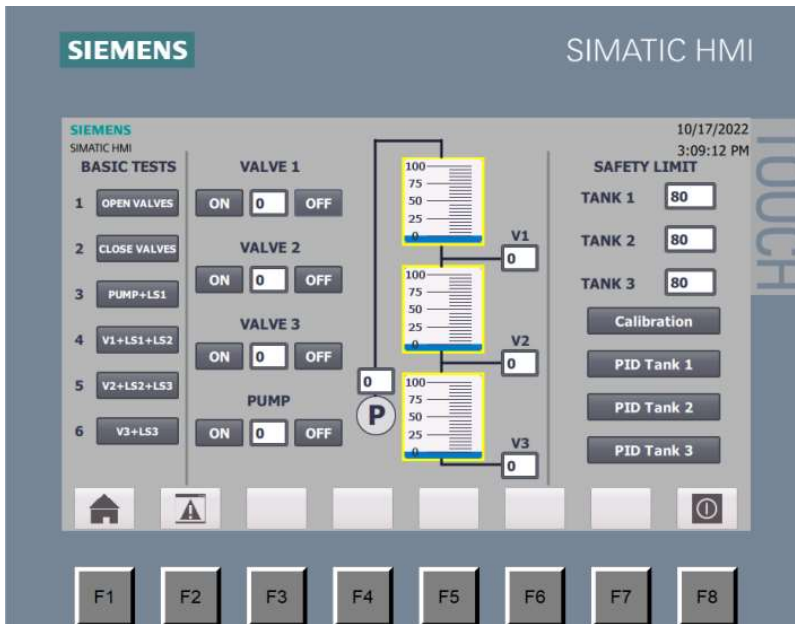 SIEMENS
SIMATIC HMI
TOUCH
SIEMENS
SIMATIC HMI
10/17/2022
3:09:12 PM
BASIC TESTS
1 OPEN VALVES
2 CLOSE VALVES
3 PUMP+LS1
4 V1+LS1+LS2
5 V2+LS2+LS3
6 V3+LS3
VALVE 1
ON 0 OFF
VALVE 2
ON 0 OFF
VALVE 3
ON 0 OFF
PUMP
ON 0 OFF
0
P
100
75
50
25
0
V1
0
100
75
50
25
0
V2
0
100
75
50
25
0
V3
0
SAFETY LIMIT
TANK 1 80
TANK 2 80
TANK 3 80
Calibration
PID Tank 1
PID Tank 2
PID Tank 3
F1 F2 F3 F4 F5 F6 F7 F8